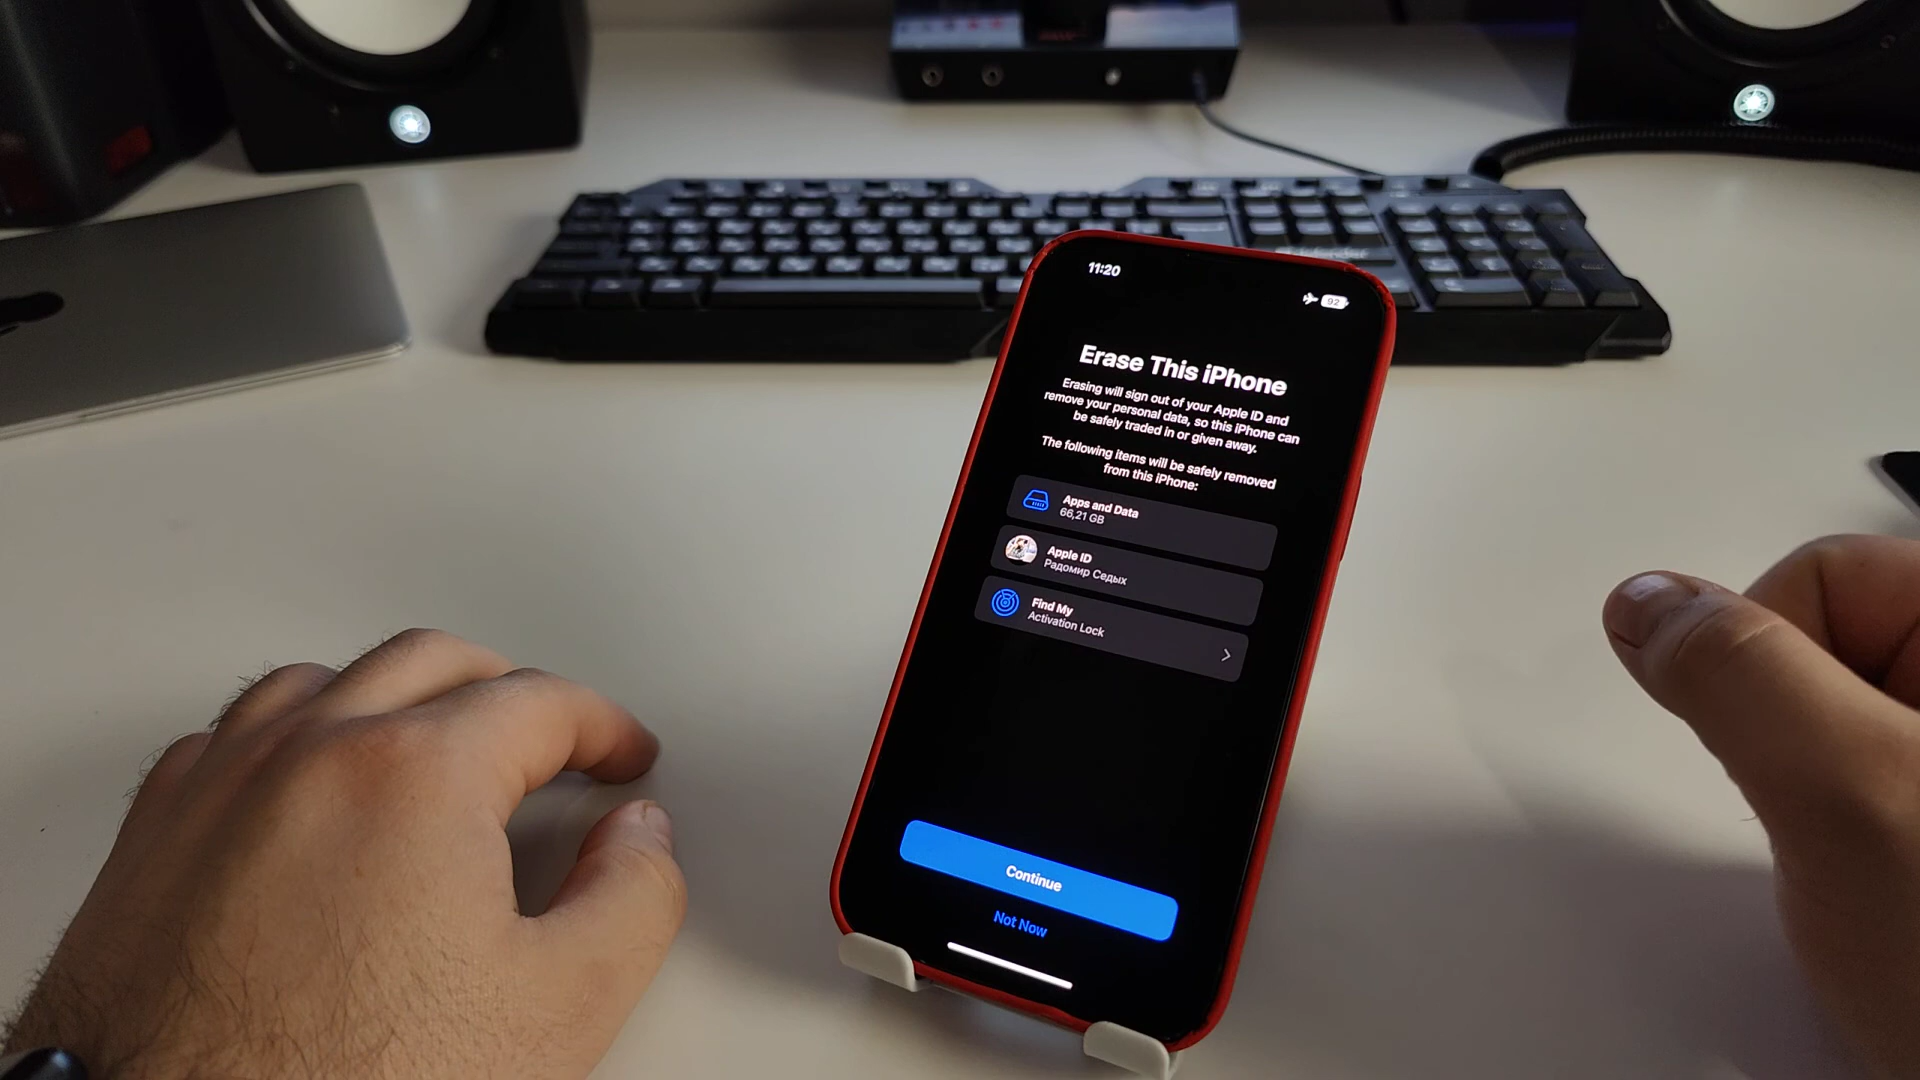 11:20
92
Erase This iPhone
Erasing will sign out of your Apple ID and
remove your personal data, so this iPhone can
be safely traded in or given away.
The following items will be safely removed
from this iPhone:
Apps and Data
66,21 GB
Apple ID
Радомир Седых
Find My
Activation Lock
Continue
Not Now